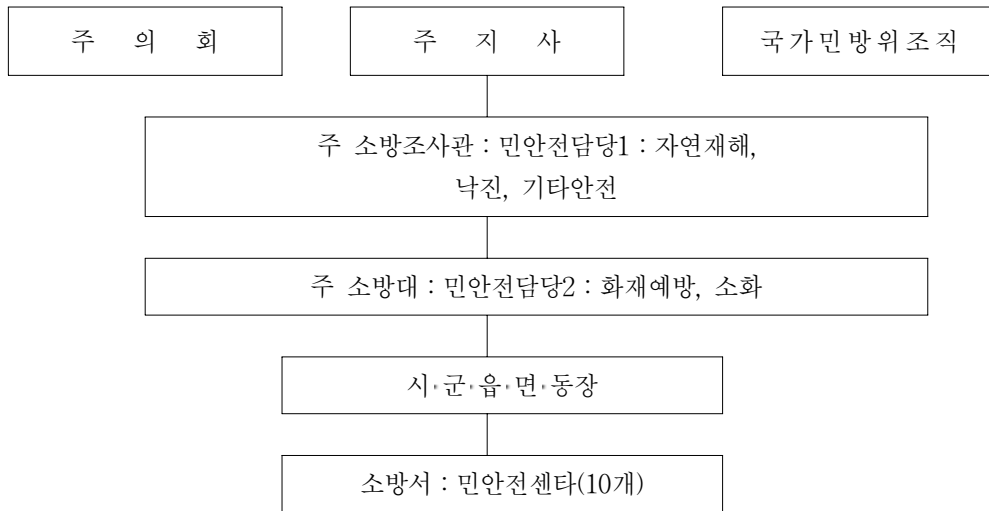 주 의 회
주 지 사
국가민방위조직
주 소방조사관 : 민안전담당1 : 자연재해,
낙진, 기타안전
주 소방대 : 민안전담당2 : 화재예방, 소화
시·군·읍·면·동장
소방서 : 민안전센타(10개)